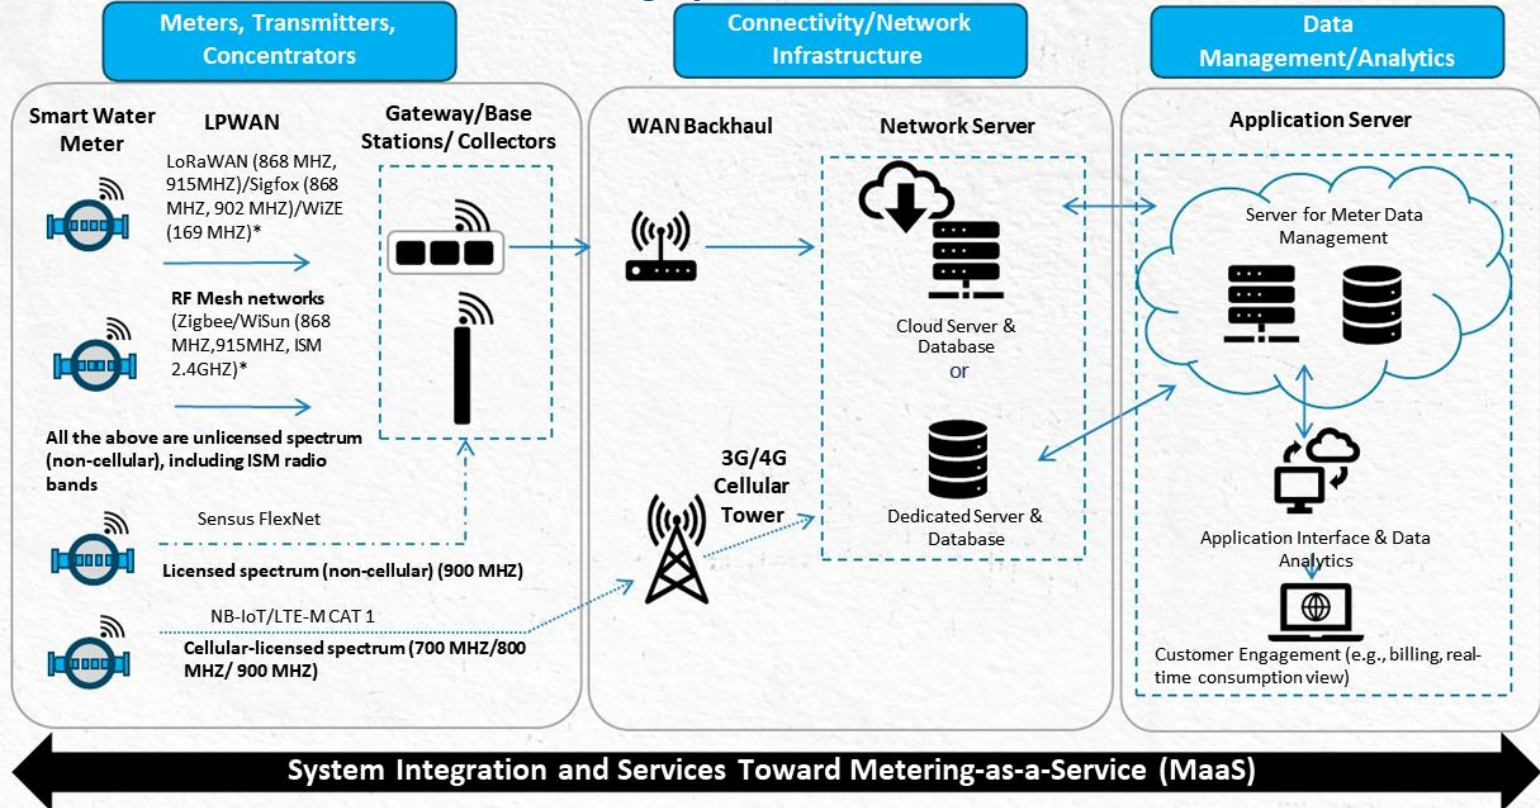 Meters, Transmitters,
Concentrators
Connectivity/Network
Infrastructure
Data
Management/Analytics
Smart Water
Meter
LPWAN
LoRaWAN (868 MHZ,
915MHZ)/Sigfox (868
MHZ, 902 MHZ)/WiZE
(169 MHZ)*
RF Mesh networks
(Zigbee/WiSun (868
MHZ,915MHZ, ISM
2.4GHZ)*
All the above are unlicensed spectrum
(non-cellular), including ISM radio
bands
Sensus FlexNet
Licensed spectrum (non-cellular) (900 MHZ)
NB-IoT/LTE-M CAT 1
Cellular-licensed spectrum (700 MHZ/800
MHZ/ 900 MHZ)
Gateway/Base
Stations/ Collectors
WAN Backhaul
3G/4G
Cellular
Tower
Network Server
Cloud Server &
Database
or
Dedicated Server &
Database
Application Server
Server for Meter Data
Management
Application Interface & Data
Analytics
Customer Engagement (e.g., billing, real-
time consumption view)
System Integration and Services Toward Metering-as-a-Service (MaaS)